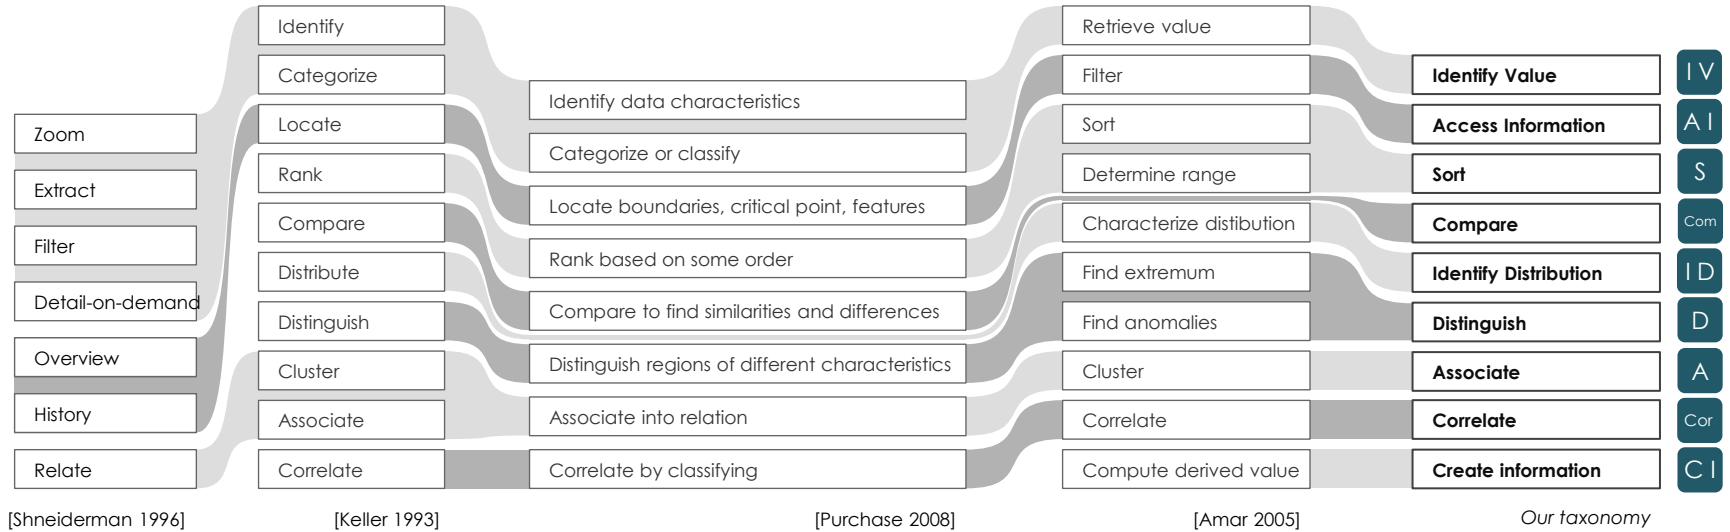 Zoom
Extract
Filter
Detail-on-demand
Overview
History
Relate
[Shneiderman 1996]
Identify
Categorize
Locate
Rank
Compare
Distribute
Distinguish
Cluster
Associate
Correlate
[Keller 1993]
Identify data characteristics
Categorize or classify
Locate boundaries, critical point, features
Rank based on some order
Compare to find similarities and differences
Distinguish regions of different characteristics
Associate into relation
Correlate by classifying
[Purchase 2008]
Retrieve value
Filter
Sort
Determine range
Characterize distibution
Find extremum
Find anomalies
Cluster
Correlate
Compute derived value
[Amar 2005]
Identify Value
Access Information
Sort
Compare
Identify Distribution
Distinguish
Associate
Correlate
Create information
Our taxonomy
I V
A I
S
Com
I D
D
A
Cor
C I